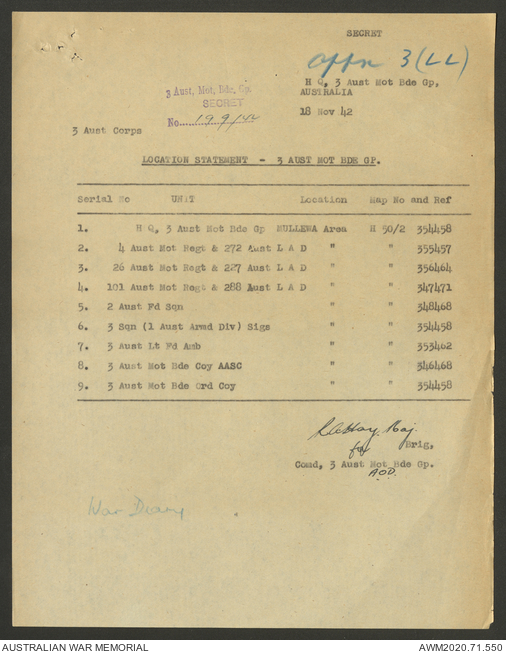 SECRET
Appx 3(LL)
H Q, 3 Aust Mot Bde Gp,
AUSTRALIA
18 Nov 42
3 Aust. Mot. Bde. Gp.
SECRET
No. 199/44
3 Aust Corps
LOCATION STATEMENT - 3 AUST MOT BDE GP.
Serial No UNIT Location Map No and Ref
1. H Q, 3 Aust Mot Bde Gp MULLEWA Area H 50/2 354458
2. 4 Aust Mot Regt & 272 Aust L A D " " 355457
3. 26 Aust Mot Regt & 227 Aust L A D " " 356464
4. 101 Aust Mot Regt & 288 Aust L A D " " 347471
5. 2 Aust Fd Sqn " " 348468
6. 3 Sqn (1 Aust Armd Div) Sigs " " 354458
7. 3 Aust Lt Fd Amb " " 353462
8. 3 Aust Mot Bde Coy AASC " " 346468
9. 3 Aust Mot Bde Ord Coy " " 354458
Maj.
for Brig,
Comd, 3 Aust Mot Bde Gp.
A.O.D.
War Diary
AUSTRALIAN WAR MEMORIAL AWM2020.71.550